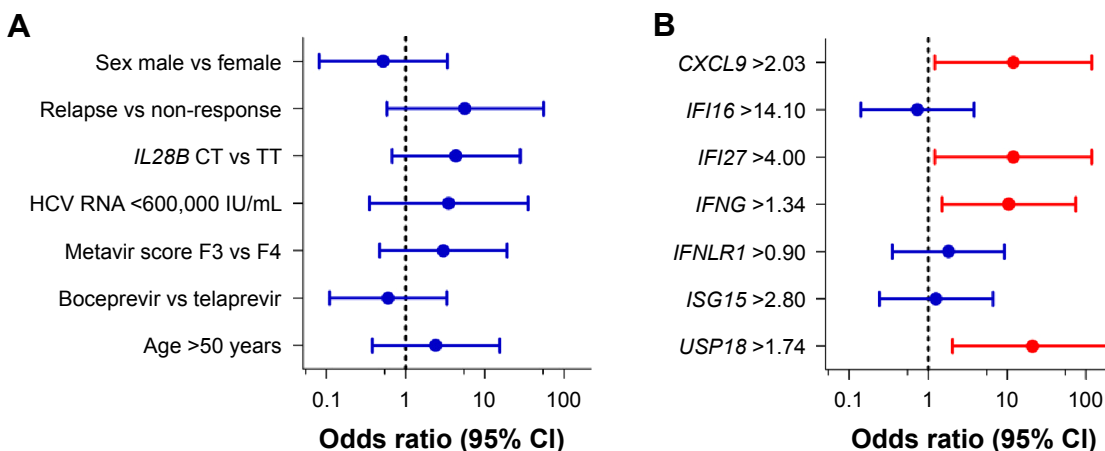 A
Sex male vs female
Relapse vs non-response
IL28B CT vs TT
HCV RNA <600,000 IU/mL
Metavir score F3 vs F4
Boceprevir vs telaprevir
Age >50 years
0.1 1 10 100
Odds ratio (95% CI)
B
CXCL9 >2.03
IFI16 >14.10
IFI27 >4.00
IFNG >1.34
IFNLR1 >0.90
ISG15 >2.80
USP18 >1.74
0.1 1 10 100
Odds ratio (95% CI)